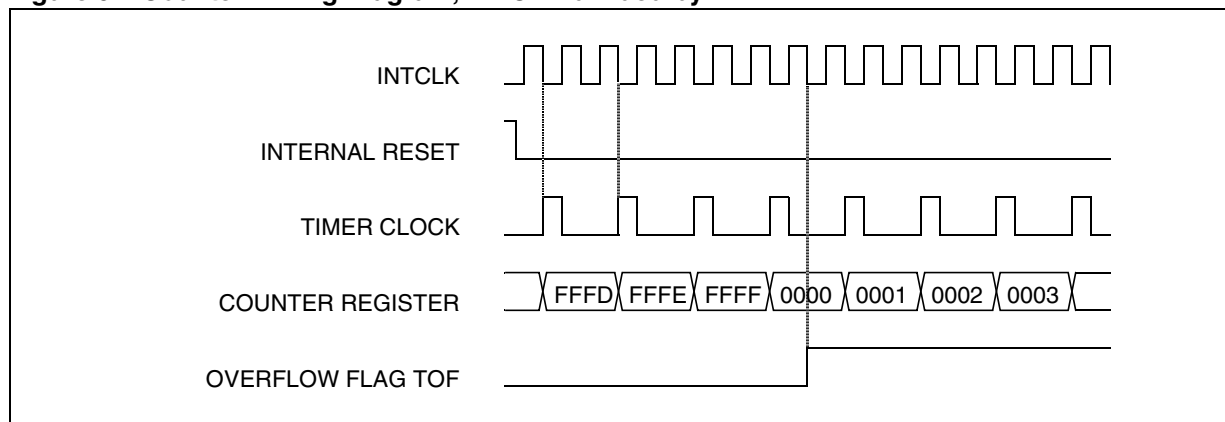 INTCLK
INTERNAL RESET
TIMER CLOCK
COUNTER REGISTER
FFFD FFFE FFFF 0000 0001 0002 0003
OVERFLOW FLAG TOF